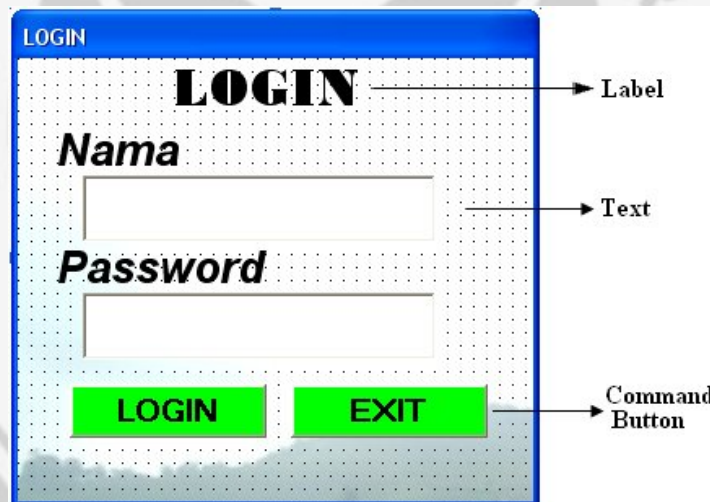 LOGIN
LOGIN
Label
Nama
Text
Password
LOGIN
EXIT
Command
Button